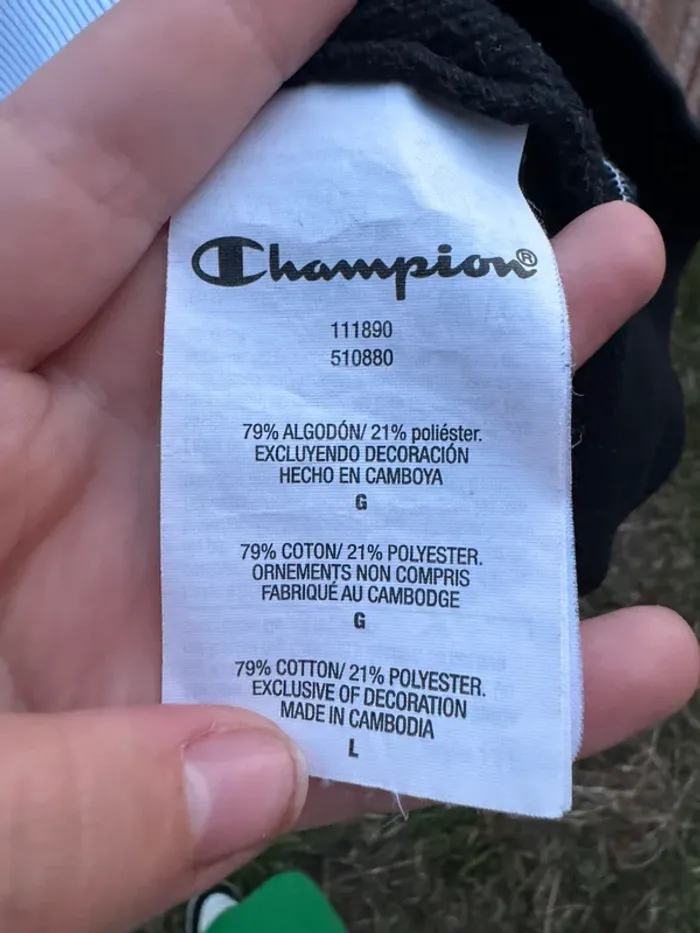 Champion®
111890
510880
79% ALGODÓN/ 21% poliéster.
EXCLUYENDO DECORACIÓN
HECHO EN CAMBOYA
G
79% COTON/ 21% POLYESTER.
ORNEMENTS NON COMPRIS
FABRIQUÉ AU CAMBODGE
G
79% COTTON/ 21% POLYESTER.
EXCLUSIVE OF DECORATION
MADE IN CAMBODIA
L